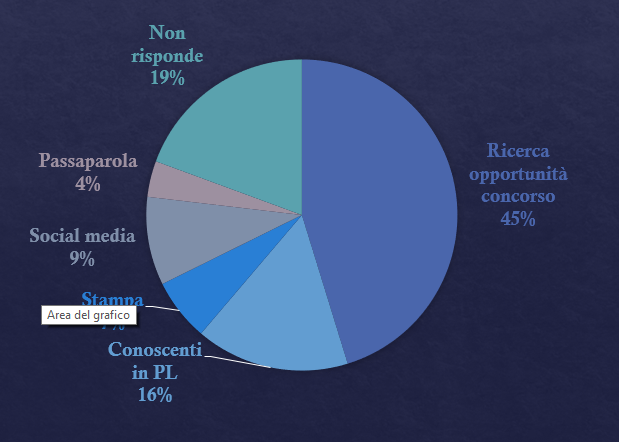 Non
risponde
19%
Ricerca
opportunità
concorso
45%
Passaparola
4%
Social media
9%
Stampa
Area del grafico
Conoscenti
in PL
16%